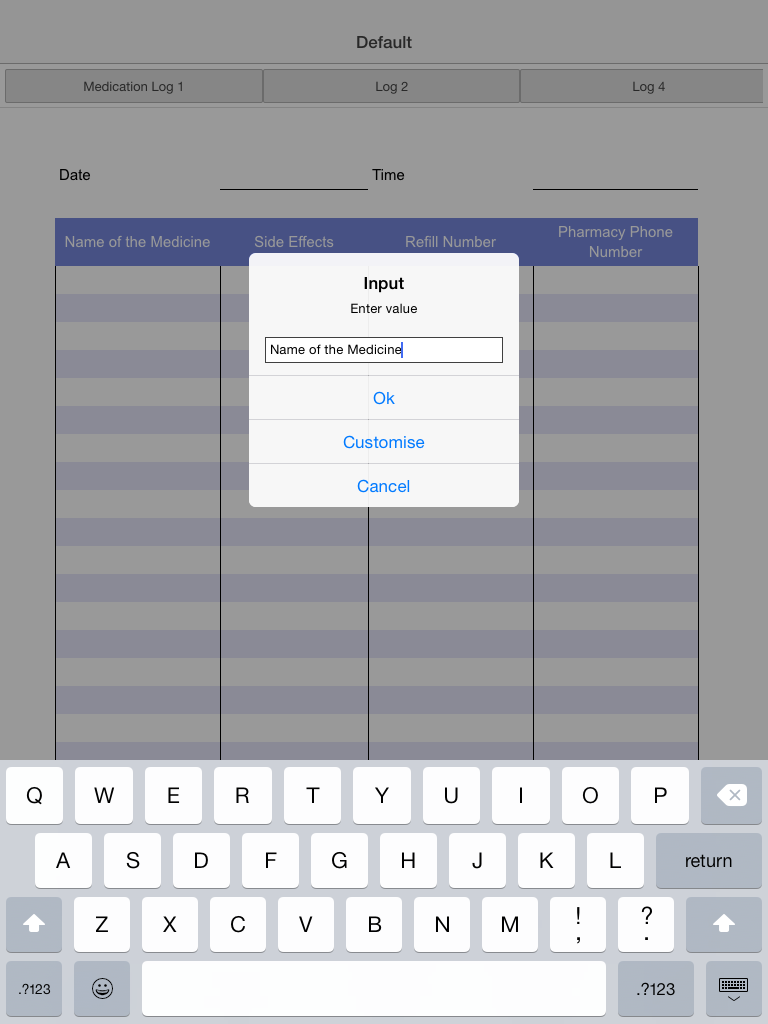 Default
Medication Log 1 Log 2 Log 4
Date Time
Name of the Medicine Side Effects Refill Number Pharmacy Phone
Number
Input
Enter value
Name of the Medicine
Ok
Customise
Cancel
Q W E R T Y U I O P
A S D F G H J K L return
Z X C V B N M ! , ? .
.?123 .?123